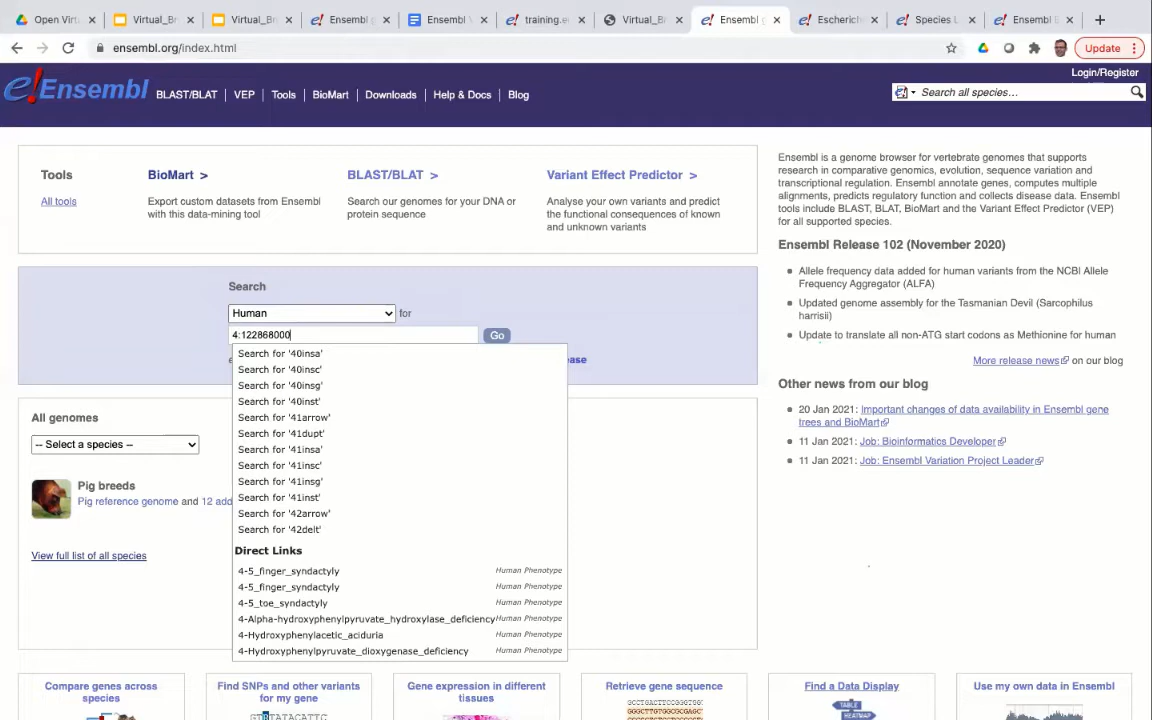 Open Virtu
Virtual_Br
Virtual_Br
Ensembl g
Ensembl V
training.e
Virtual_Br
Ensembl g
Escherich
Species L
Ensembl E
ensembl.org/index.html
Update
Login/Register
e!Ensembl
BLAST/BLAT
VEP
Tools
BioMart
Downloads
Help & Docs
Blog
Search all species…
Tools
All tools
BioMart >
Export custom datasets from Ensembl
with this data-mining tool
BLAST/BLAT >
Search our genomes for your DNA or
protein sequence
Variant Effect Predictor >
Analyse your own variants and predict
the functional consequences of known
and unknown variants
Search
Human
for
4:122868000
Go
Search for '40insa'
Search for '40insc'
Search for '40insg'
Search for '40inst'
Search for '41arrow'
Search for '41dupt'
Search for '41insa'
Search for '41insc'
Search for '41insg'
Search for '41inst'
Search for '42arrow'
Search for '42delt'
Direct Links
4-5_finger_syndactyly Human Phenotype
4-5_finger_syndactyly Human Phenotype
4-5_toe_syndactyly Human Phenotype
4-Alpha-hydroxyphenylpyruvate_hydroxylase_deficiency Human Phenotype
4-Hydroxyphenylacetic_aciduria Human Phenotype
4-Hydroxyphenylpyruvate_dioxygenase_deficiency Human Phenotype
ease
All genomes
-- Select a species --
Pig breeds
Pig reference genome and 12 add
View full list of all species
Ensembl is a genome browser for vertebrate genomes that supports
research in comparative genomics, evolution, sequence variation and
transcriptional regulation. Ensembl annotate genes, computes multiple
alignments, predicts regulatory function and collects disease data. Ensembl
tools include BLAST, BLAT, BioMart and the Variant Effect Predictor (VEP)
for all supported species.
Ensembl Release 102 (November 2020)
Allele frequency data added for human variants from the NCBI Allele
Frequency Aggregator (ALFA)
Updated genome assembly for the Tasmanian Devil (Sarcophilus
harrisii)
Update to translate all non-ATG start codons as Methionine for human
More release news on our blog
Other news from our blog
20 Jan 2021: Important changes of data availability in Ensembl gene
trees and BioMart
11 Jan 2021: Job: Bioinformatics Developer
11 Jan 2021: Job: Ensembl Variation Project Leader
Compare genes across
species
Find SNPs and other variants
for my gene
Gene expression in different
tissues
Retrieve gene sequence
Find a Data Display
Use my own data in Ensembl
TABLE
HEATMAP